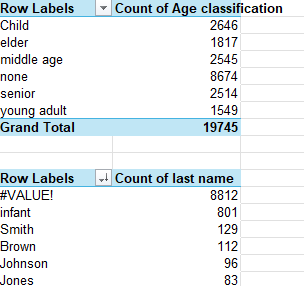 Row Labels Count of Age classification
Child 2646
elder 1817
middle age 2545
none 8674
senior 2514
young adult 1549
Grand Total 19745
Row Labels Count of last name
#VALUE! 8812
infant 801
Smith 129
Brown 112
Johnson 96
Jones 83